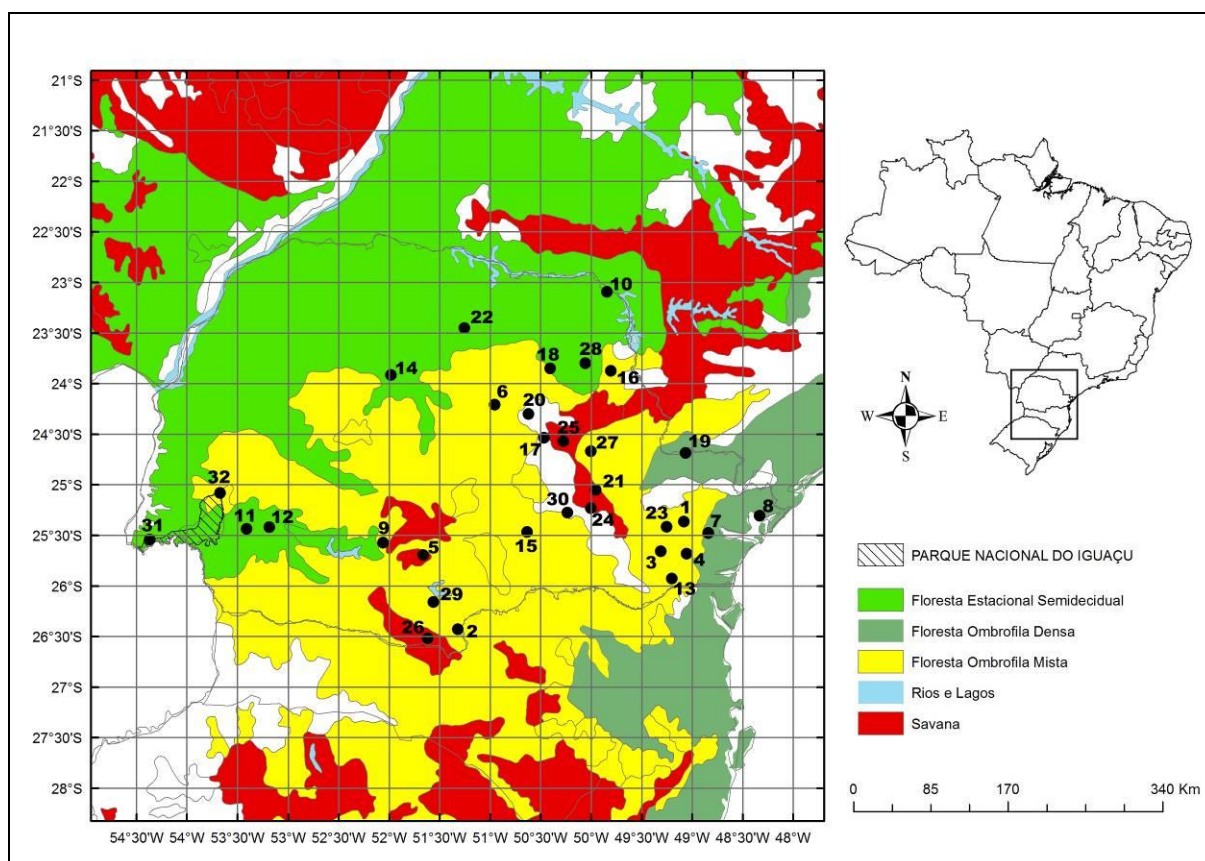 21°S
21°30'S
22°S
22°30'S
23°S
23°30'S
24°S
24°30'S
25°S
25°30'S
26°S
26°30'S
27°S
27°30'S
28°S
10
22
18
28
14
16
6
20
25
17
27
19
32
21
30
24
31
11
12
9
5
15
23
1
7
8
3
4
13
29
26
2
54°30'W 54°W 53°30'W 53°W 52°30'W 52°W 51°30'W 51°W 50°30'W 50°W 49°30'W 49°W 48°30'W 48°W
N
W E
S
PARQUE NACIONAL DO IGUAÇU
Floresta Estacional Semidecidual
Floresta Ombrofila Densa
Floresta Ombrofila Mista
Rios e Lagos
Savana
0 85 170 340 Km